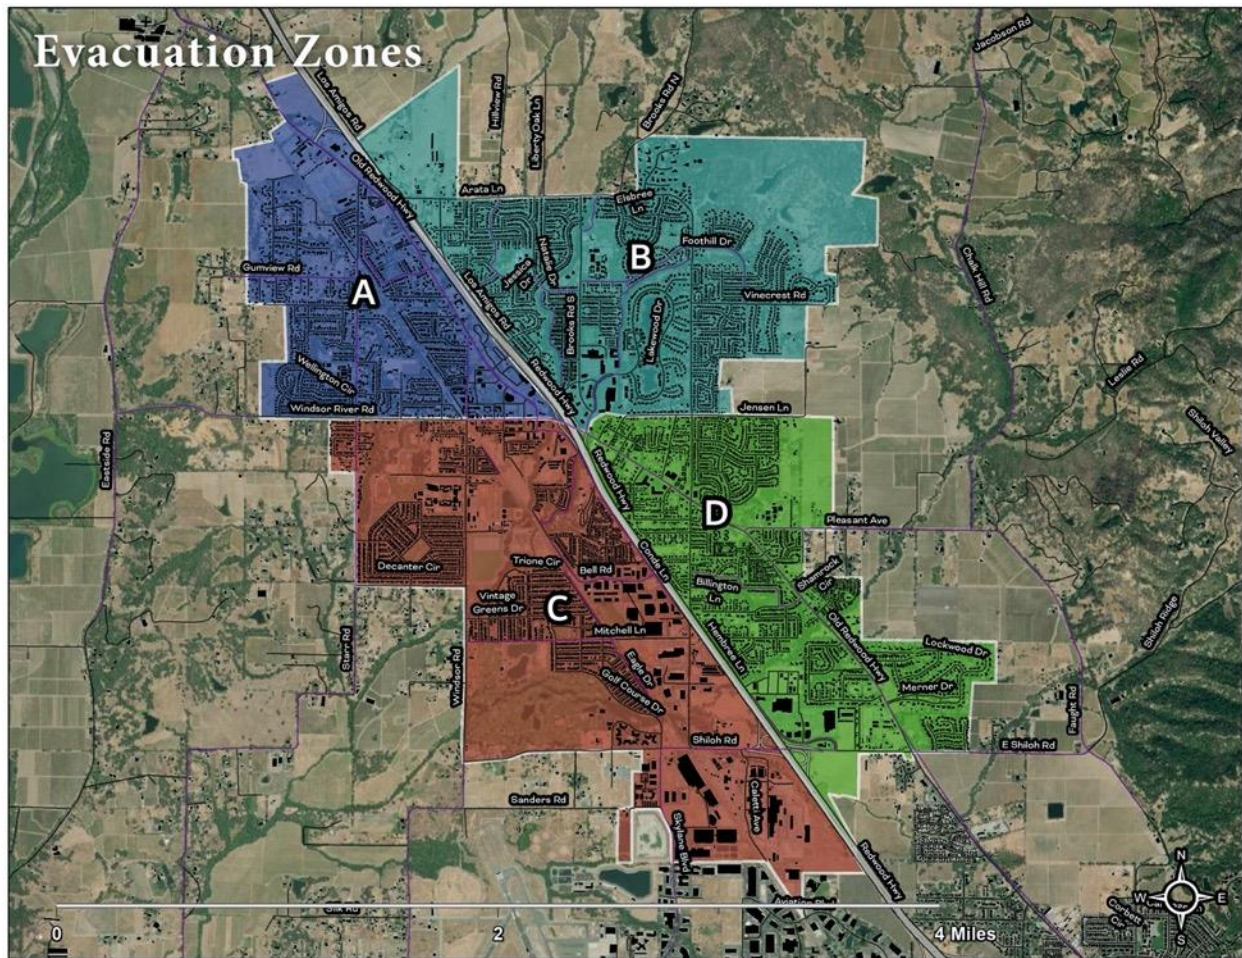 Evacuation Zones
Jacobson Rd
Los Amigos Rd
Hillview Rd
Liberty Oak Ln
Brooks Rd N
Old Redwood Hwy
Arata Ln
Elsbree
Ln
Foothill Dr
B
Natalie Dr
Jessica
Dr
Gumview Rd
A
Los Amigos Rd
Brooks Rd S
Lakewood Dr
Vinecrest Rd
Chalk Hill Rd
Leslie Rd
Wellington Cir
Redwood Hwy
Windsor River Rd
Jensen Ln
Shiloh Valley
Eastside Rd
Redwood Hwy
D
Pleasant Ave
Conde Ln
Trione Cir
Bell Rd
Decanter Cir
Billington
Ln
Shamrock
Cir
Vintage
Greens Dr
C
Mitchell Ln
Hembree Ln
Old Redwood Hwy
Lockwood Dr
Shiloh Ridge
Starr Rd
Windsor Rd
Eagle Dr
Golf Course Dr
Merner Dr
Faught Rd
Shiloh Rd
E Shiloh Rd
Sanders Rd
Caletti Ave
Skylane Blvd
Redwood Hwy
N
W
E
S
Corbett
0
2
4 Miles